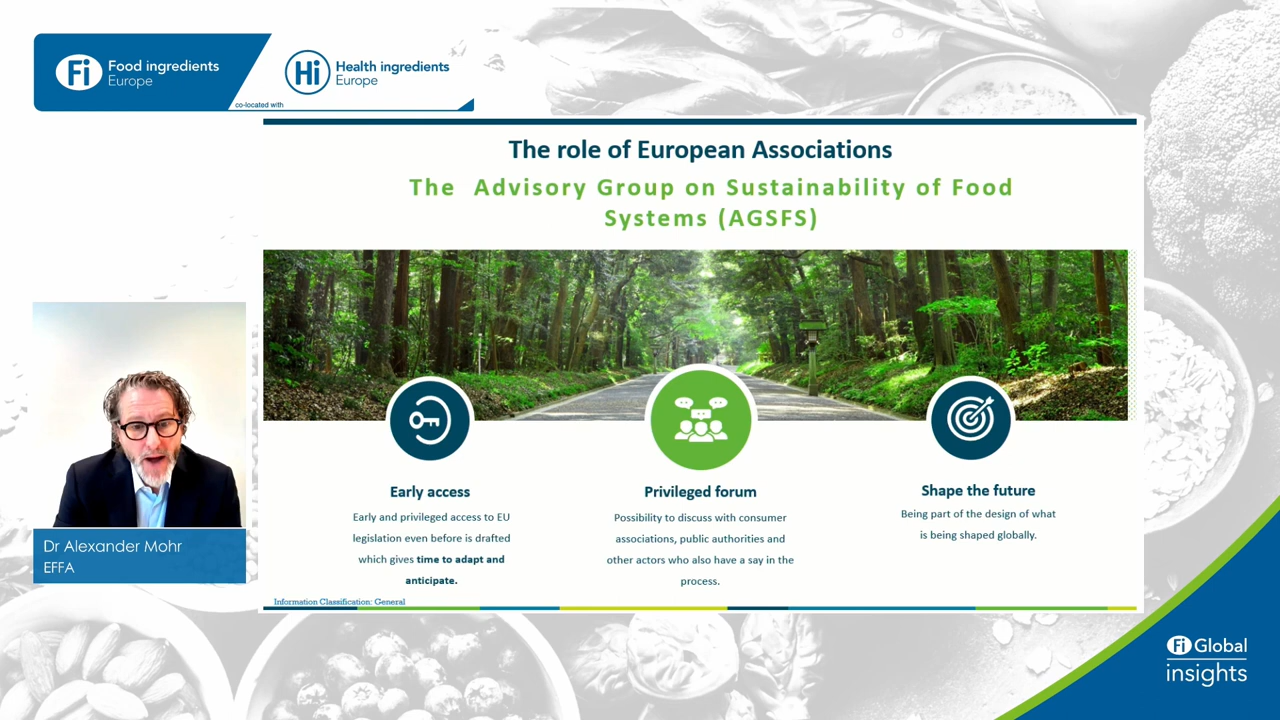 Fi
Food ingredients
Europe
Hi
Health ingredients
Europe
co-located with
The role of European Associations
The Advisory Group on Sustainability of Food
Systems (AGSFS)
Early access
Early and privileged access to EU
legislation even before is drafted
which gives time to adapt and
anticipate.
Privileged forum
Possibility to discuss with consumer
associations, public authorities and
other actors who also have a say in the
process.
Shape the future
Being part of the design of what
is being shaped globally.
Information Classification: General
Dr Alexander Mohr
EFFA
Fi Global
insights